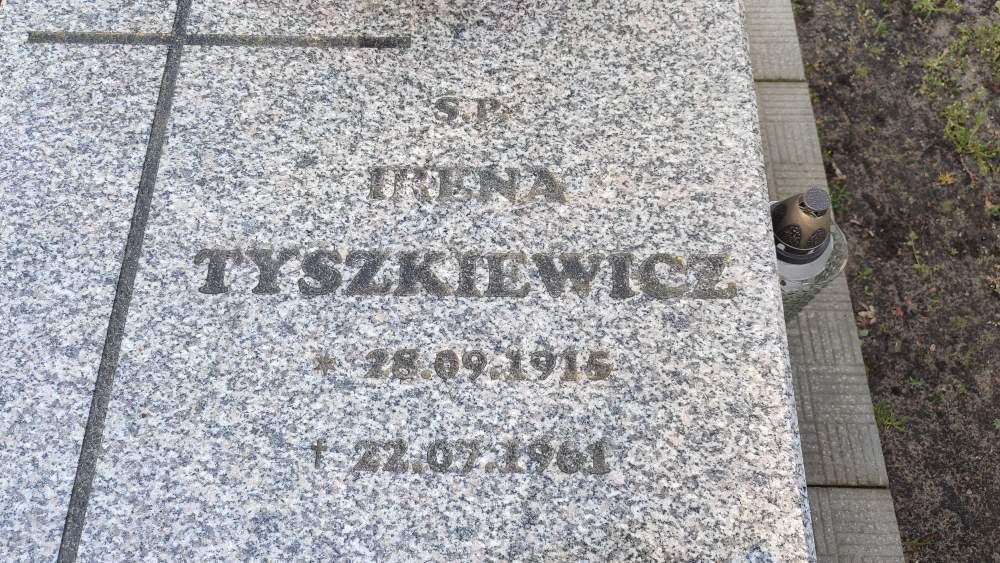 Ś.P.
IRENA
TYSZKIEWICZ
* 28.09.1915
† 22.07.1961